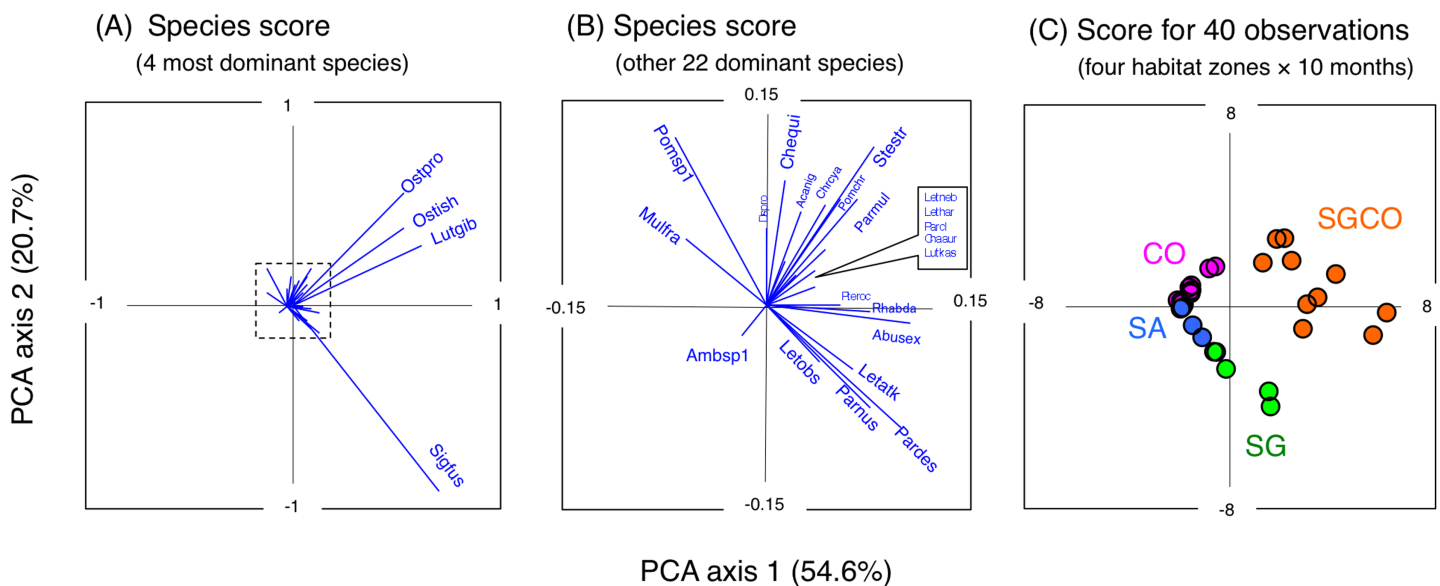 (A) Species score
(4 most dominant species)
(B) Species score
(other 22 dominant species)
(C) Score for 40 observations
(four habitat zones × 10 months)
PCA axis 2 (20.7%)
1
-1
1
-1
Ostpro
Ostish
Lutgib
Sigfus
0.15
-0.15
0.15
-0.15
Pomsp1
Mulfra
Chequi
Acanig
Chrcya
Pomchr
Stestr
Parmul
Letneb
Lethar
Parcl
Chaaur
Lutkas
Rhabda
Abusex
Ambsp1
Letobs
Letatk
Parnus
Pardes
8
-8
8
-8
SGCO
CO
SA
SG
PCA axis 1 (54.6%)